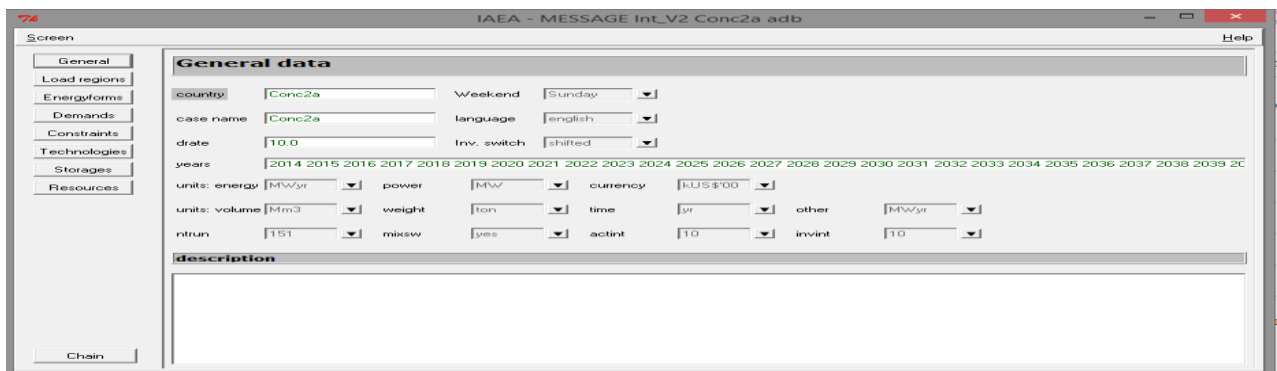 IAEA - MESSAGE Int_V2 Conc2a adb
Screen Help
General
Load regions
Energyforms
Demands
Constraints
Technologies
Storages
Resources
Chain
General data
country Conc2a Weekend Sunday
case name Conc2a language english
drate 10.0 Inv. switch shifted
years 2014 2015 2016 2017 2018 2019 2020 2021 2022 2023 2024 2025 2026 2027 2028 2029 2030 2031 2032 2033 2034 2035 2036 2037 2038 2039 20
units: energy MWyr power MW currency kUS$'00
units: volume Mm3 weight ton time yr other MWyr
ntrun 151 mixsw yes actint 10 invint 10
description